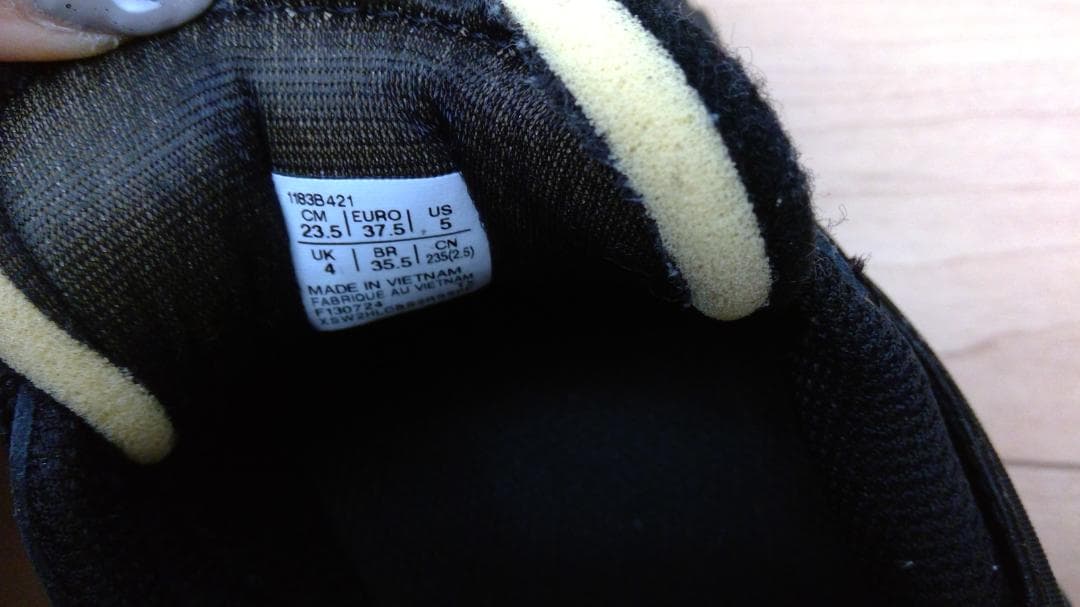 1183B421
CM | EURO | US
23.5 | 37.5 | 5
UK | BR | CN
4 | 35.5 | 235(2.5)
MADE IN VIETNAM
FABRIQUE AU VIETNAM
F130724